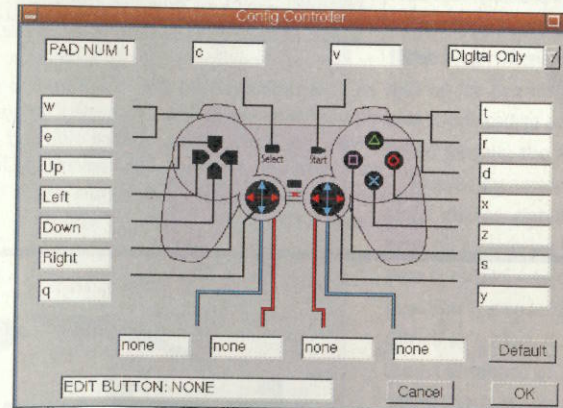 Config Controller
PAD NUM 1
c
v
Digital Only
w
e
Up
Left
Down
Right
q
Select
Start
t
r
d
x
z
s
y
none
none
none
none
Default
EDIT BUTTON: NONE
Cancel
OK